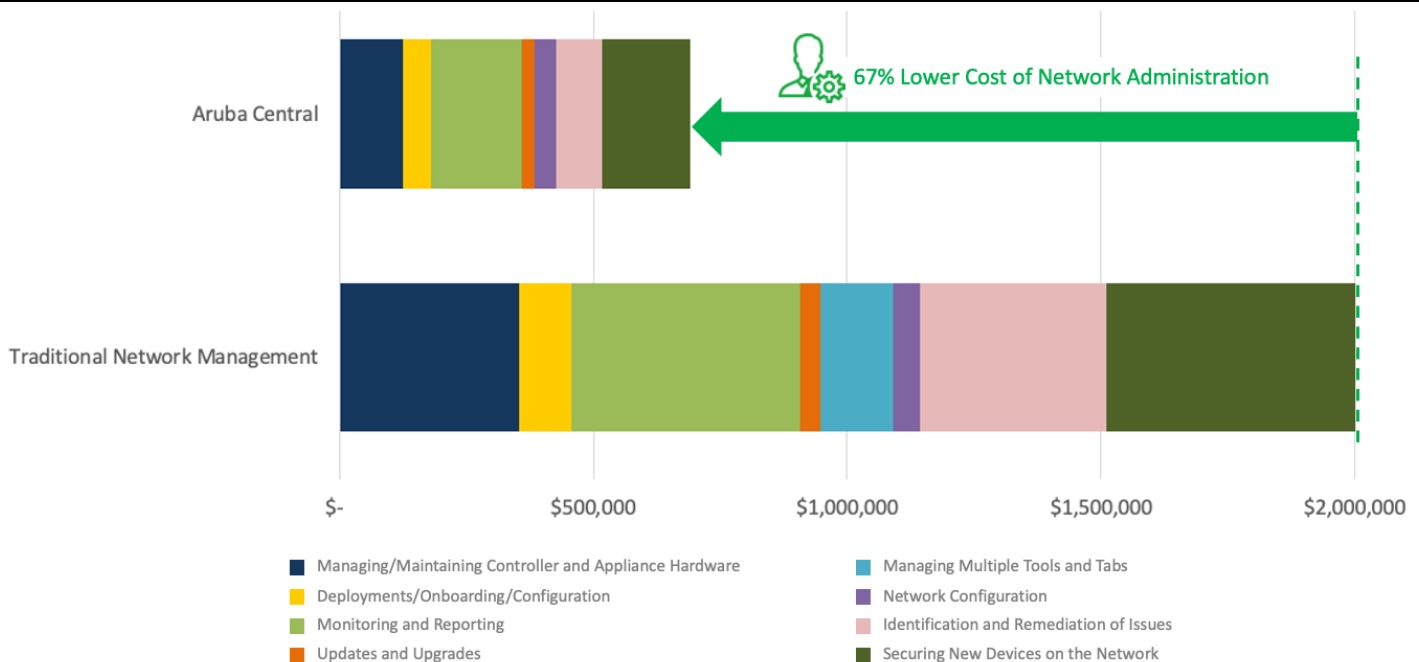 67% Lower Cost of Network Administration
Aruba Central
Traditional Network Management
$-
$500,000
$1,000,000
$1,500,000
$2,000,000
Managing/Maintaining Controller and Appliance Hardware
Managing Multiple Tools and Tabs
Deployments/Onboarding/Configuration
Network Configuration
Monitoring and Reporting
Identification and Remediation of Issues
Updates and Upgrades
Securing New Devices on the Network